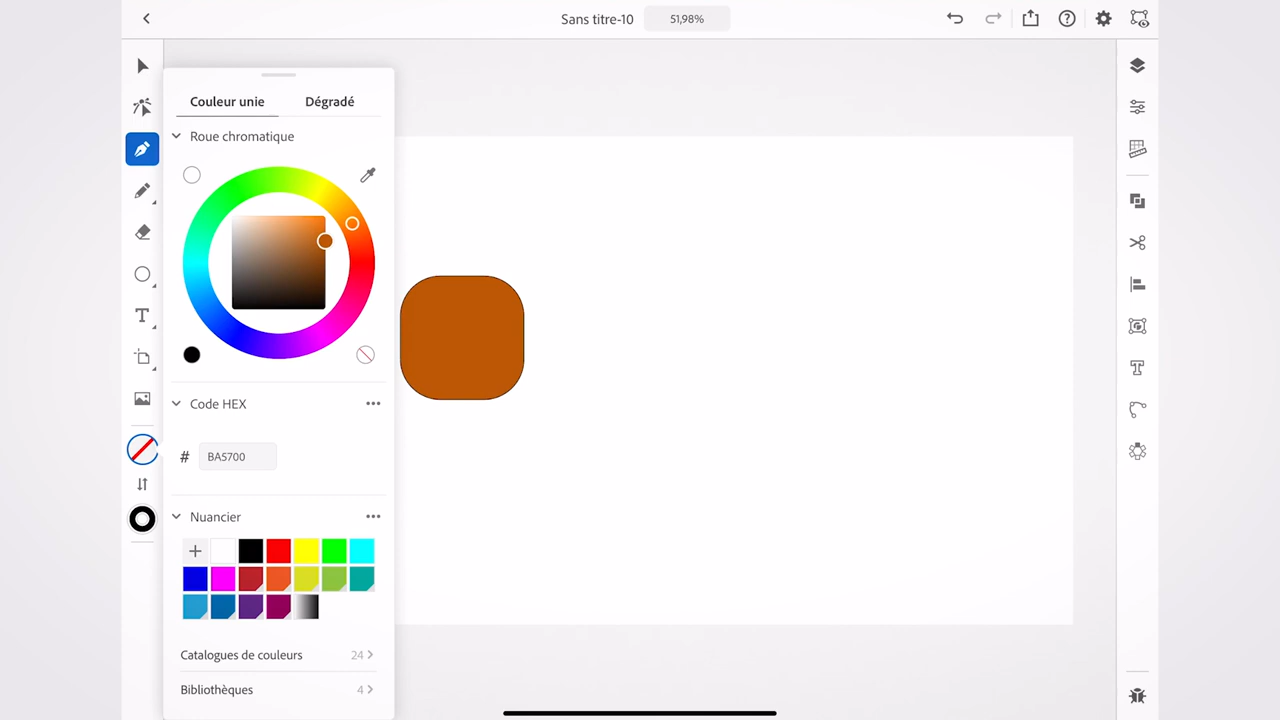 Sans titre-10
51,98%
Couleur unie
Dégradé
Roue chromatique
Code HEX
# BA5700
Nuancier
Catalogues de couleurs 24
Bibliothèques 4